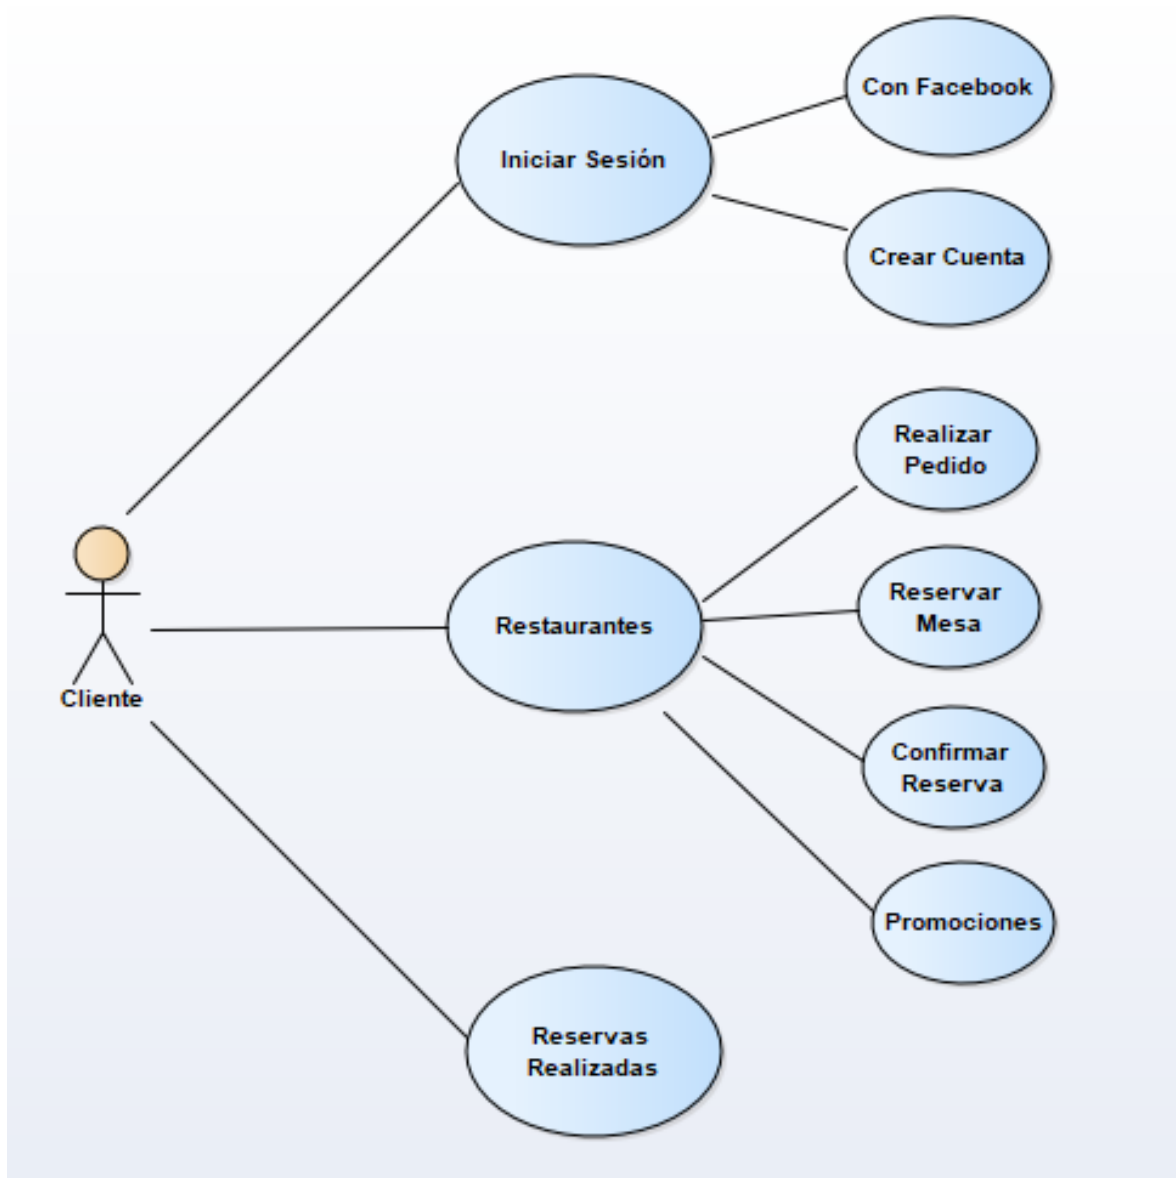 Con Facebook
Iniciar Sesión
Crear Cuenta
Realizar
Pedido
Reservar
Mesa
Restaurantes
Cliente
Confirmar
Reserva
Promociones
Reservas
Realizadas